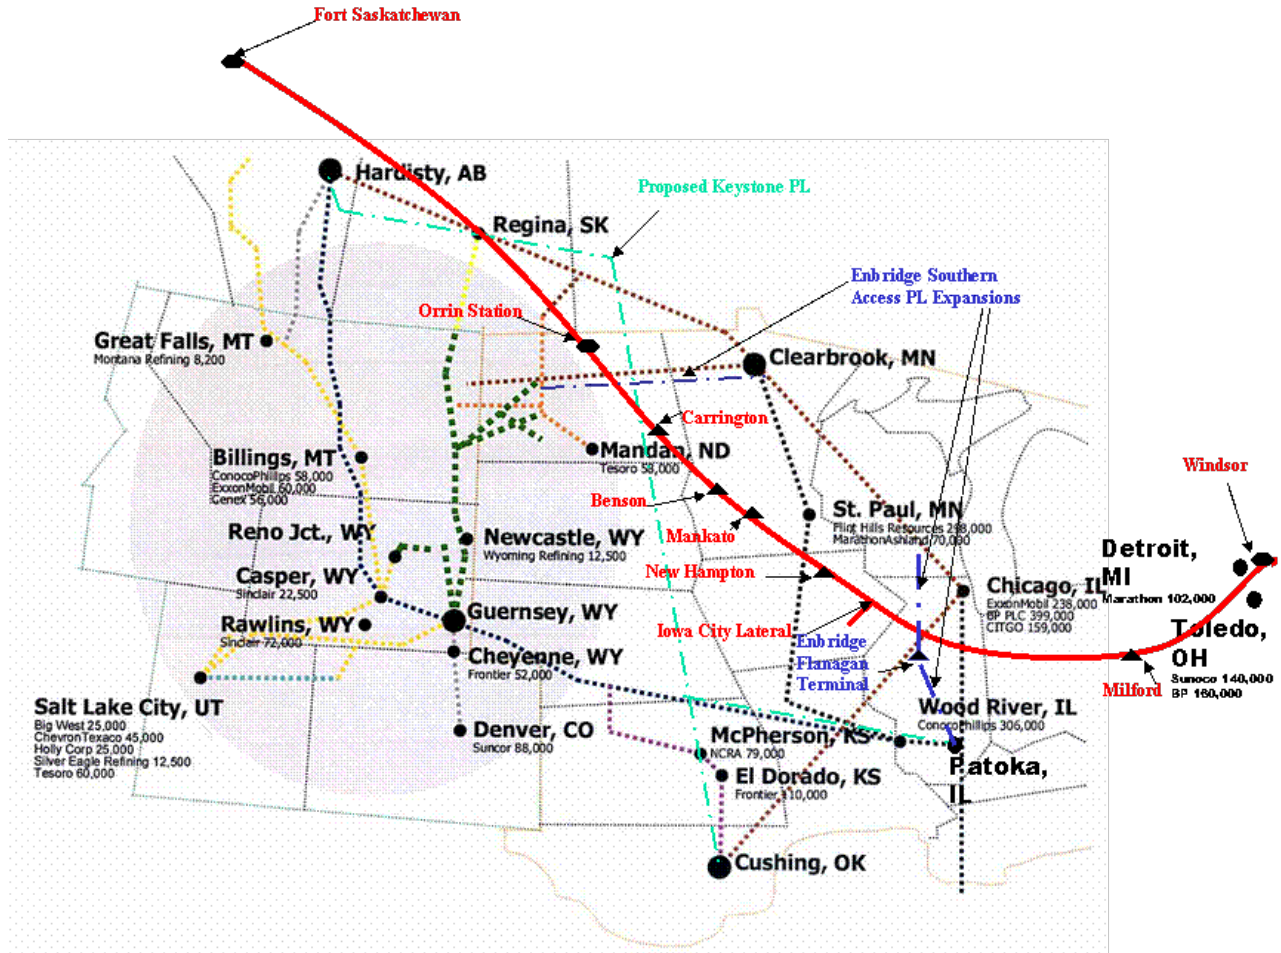 Fort Saskatchewan
Hardisty, AB
Proposed Keystone PL
Regina, SK
Enbridge Southern
Access PL Expansions
Orrin Station
Great Falls, MT
Montana Refining 8,200
Clearbrook, MN
Carrington
Mandan, ND
Tesoro 58,000
Billings, MT
ConocoPhillips 58,000
ExxonMobil 60,000
Cenex 56,000
Windsor
Benson
St. Paul, MN
Flint Hills Resources 298,000
MarathonAshland 70,000
Reno Jct., WY
Newcastle, WY
Wyoming Refining 12,500
Mankato
Detroit,
MI
Marathon 102,000
New Hampton
Casper, WY
Sinclair 22,500
Chicago, IL
ExxonMobil 238,000
BP PLC 399,000
CITGO 159,000
Guernsey, WY
Rawlins, WY
Sinclair 72,000
Iowa City Lateral
Enbridge
Flanagan
Terminal
Toledo,
OH
Sunoco 140,000
BP 160,000
Cheyenne, WY
Frontier 52,000
Milford
Salt Lake City, UT
Big West 25,000
ChevronTexaco 45,000
Holly Corp 25,000
Silver Eagle Refining 12,500
Tesoro 60,000
Wood River, IL
ConocoPhillips 306,000
Denver, CO
Suncor 88,000
McPherson, KS
NCRA 79,000
Patoka,
IL
El Dorado, KS
Frontier 110,000
Cushing, OK